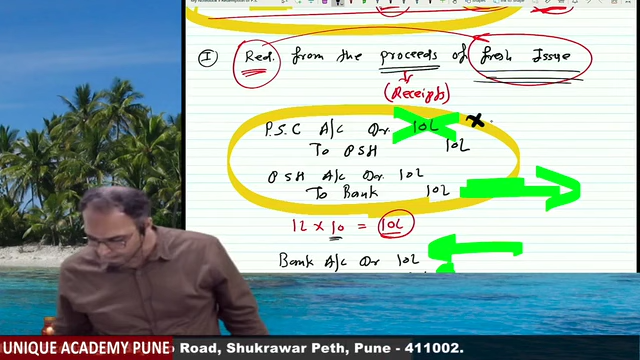 I Red. from the proceeds of fresh Issue
(Receipts)
P.S.C A/C Dr. 10L
To PSH 10L
PSH A/C Dr 10L
To Bank 10L
1L × 10 = 10L
Bank A/C Dr 10L
UNIQUE ACADEMY PUNE Road, Shukrawar Peth, Pune - 411002.